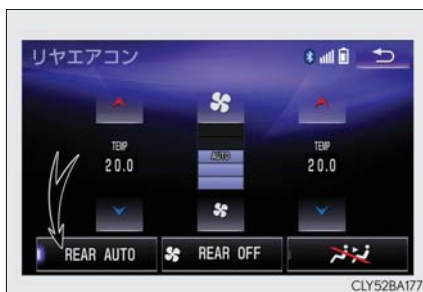 リヤエアコン
TEMP
20.0
AUTO
TEMP
20.0
REAR AUTO
REAR OFF
CLY52BA177